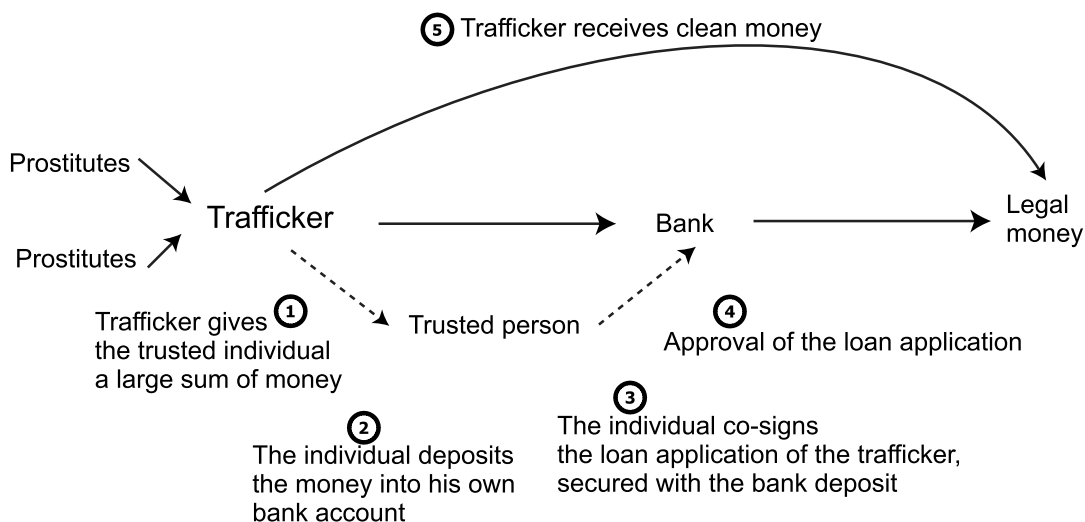 5 Trafficker receives clean money
Prostitutes
Trafficker
Bank
Legal
money
Prostitutes
1
Trafficker gives
the trusted individual
a large sum of money
Trusted person
4
Approval of the loan application
2
The individual deposits
the money into his own
bank account
3
The individual co-signs
the loan application of the trafficker,
secured with the bank deposit